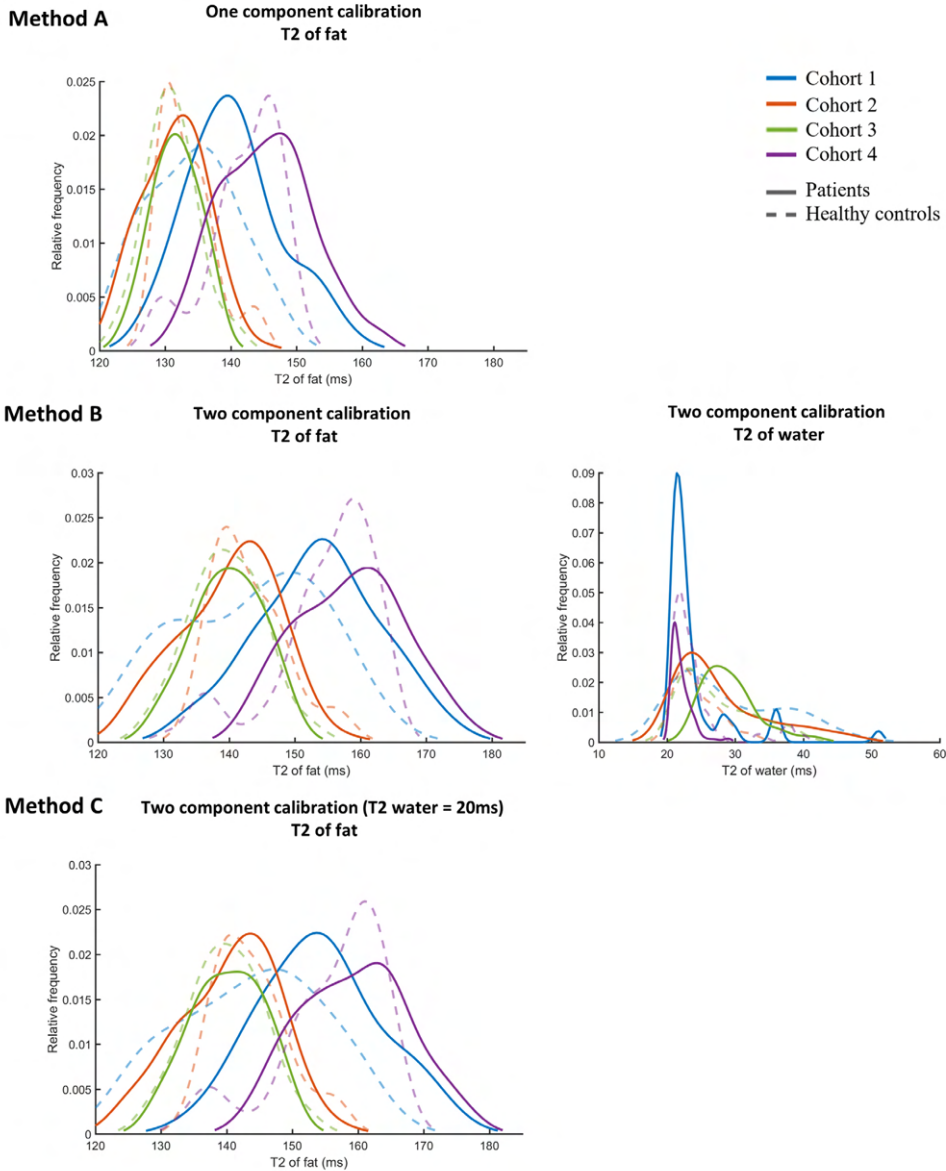 Method A
One component calibration
T2 of fat
0.025
0.02
0.015
0.01
0.005
0
Relative frequency
120 130 140 150 160 170 180
T2 of fat (ms)
Cohort 1
Cohort 2
Cohort 3
Cohort 4
Patients
Healthy controls
Method B
Two component calibration
T2 of fat
0.03
0.025
0.02
0.015
0.01
0.005
0
Relative frequency
120 130 140 150 160 170 180
T2 of fat (ms)
Two component calibration
T2 of water
0.09
0.08
0.07
0.06
0.05
0.04
0.03
0.02
0.01
0
Relative frequency
10 20 30 40 50 60
T2 of water (ms)
Method C
Two component calibration (T2 water = 20ms)
T2 of fat
0.03
0.025
0.02
0.015
0.01
0.005
0
Relative frequency
120 130 140 150 160 170 180
T2 of fat (ms)